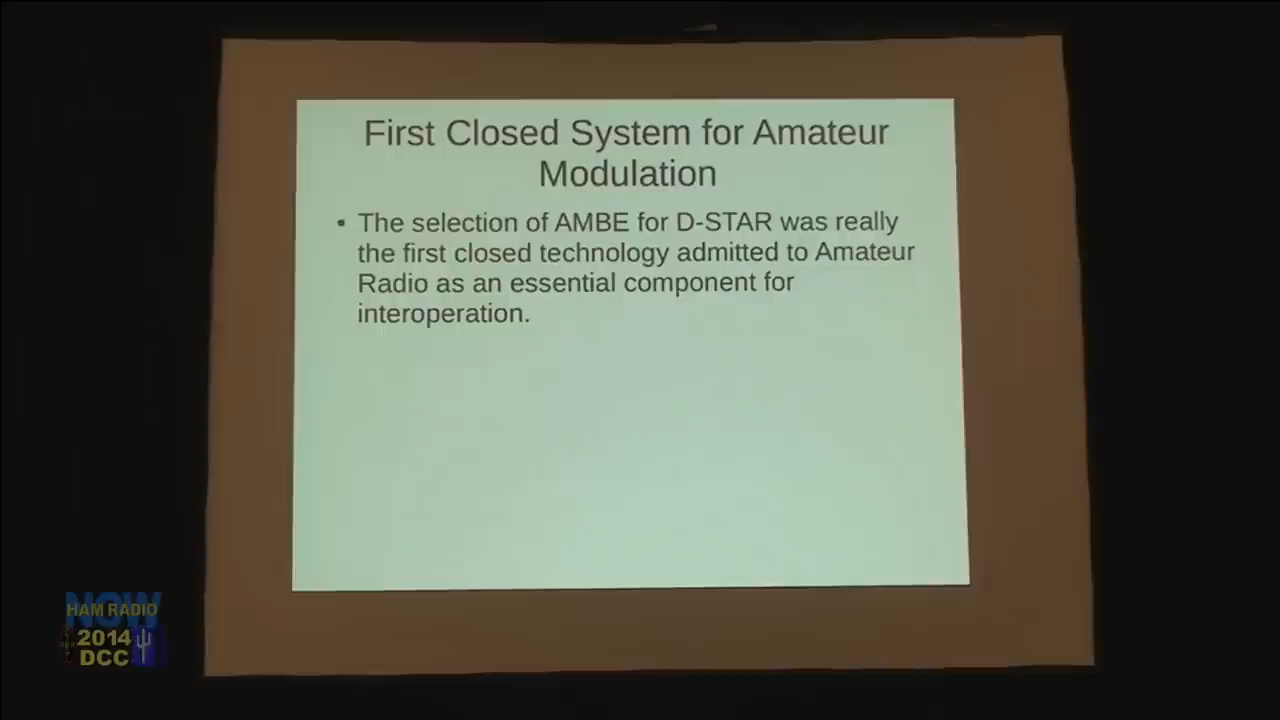 First Closed System for Amateur
Modulation
• The selection of AMBE for D-STAR was really
the first closed technology admitted to Amateur
Radio as an essential component for
interoperation.
NOW
HAM RADIO
2014
DCC